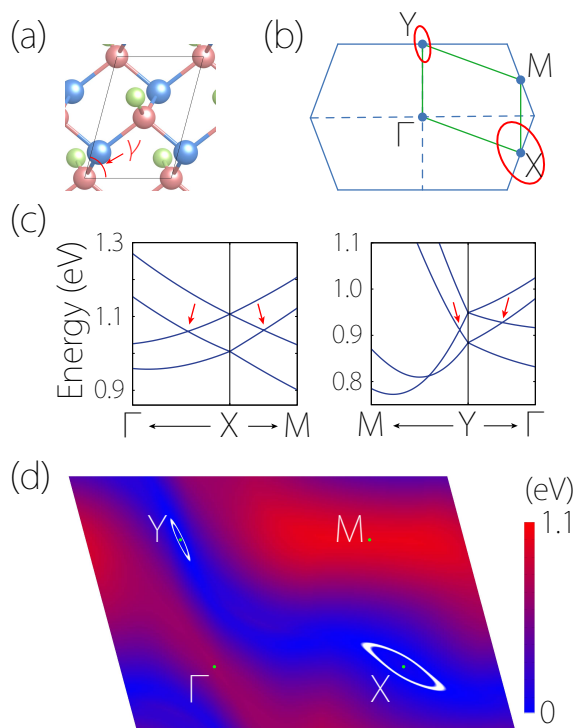 (a)
γ
(b)
Y
M
Γ
X
(c)
Energy (eV)
1.3
1.1
0.9
Γ
X
M
1.1
1.0
0.9
0.8
M
Y
Γ
(d)
Y
M
Γ
X
(eV)
1.1
0